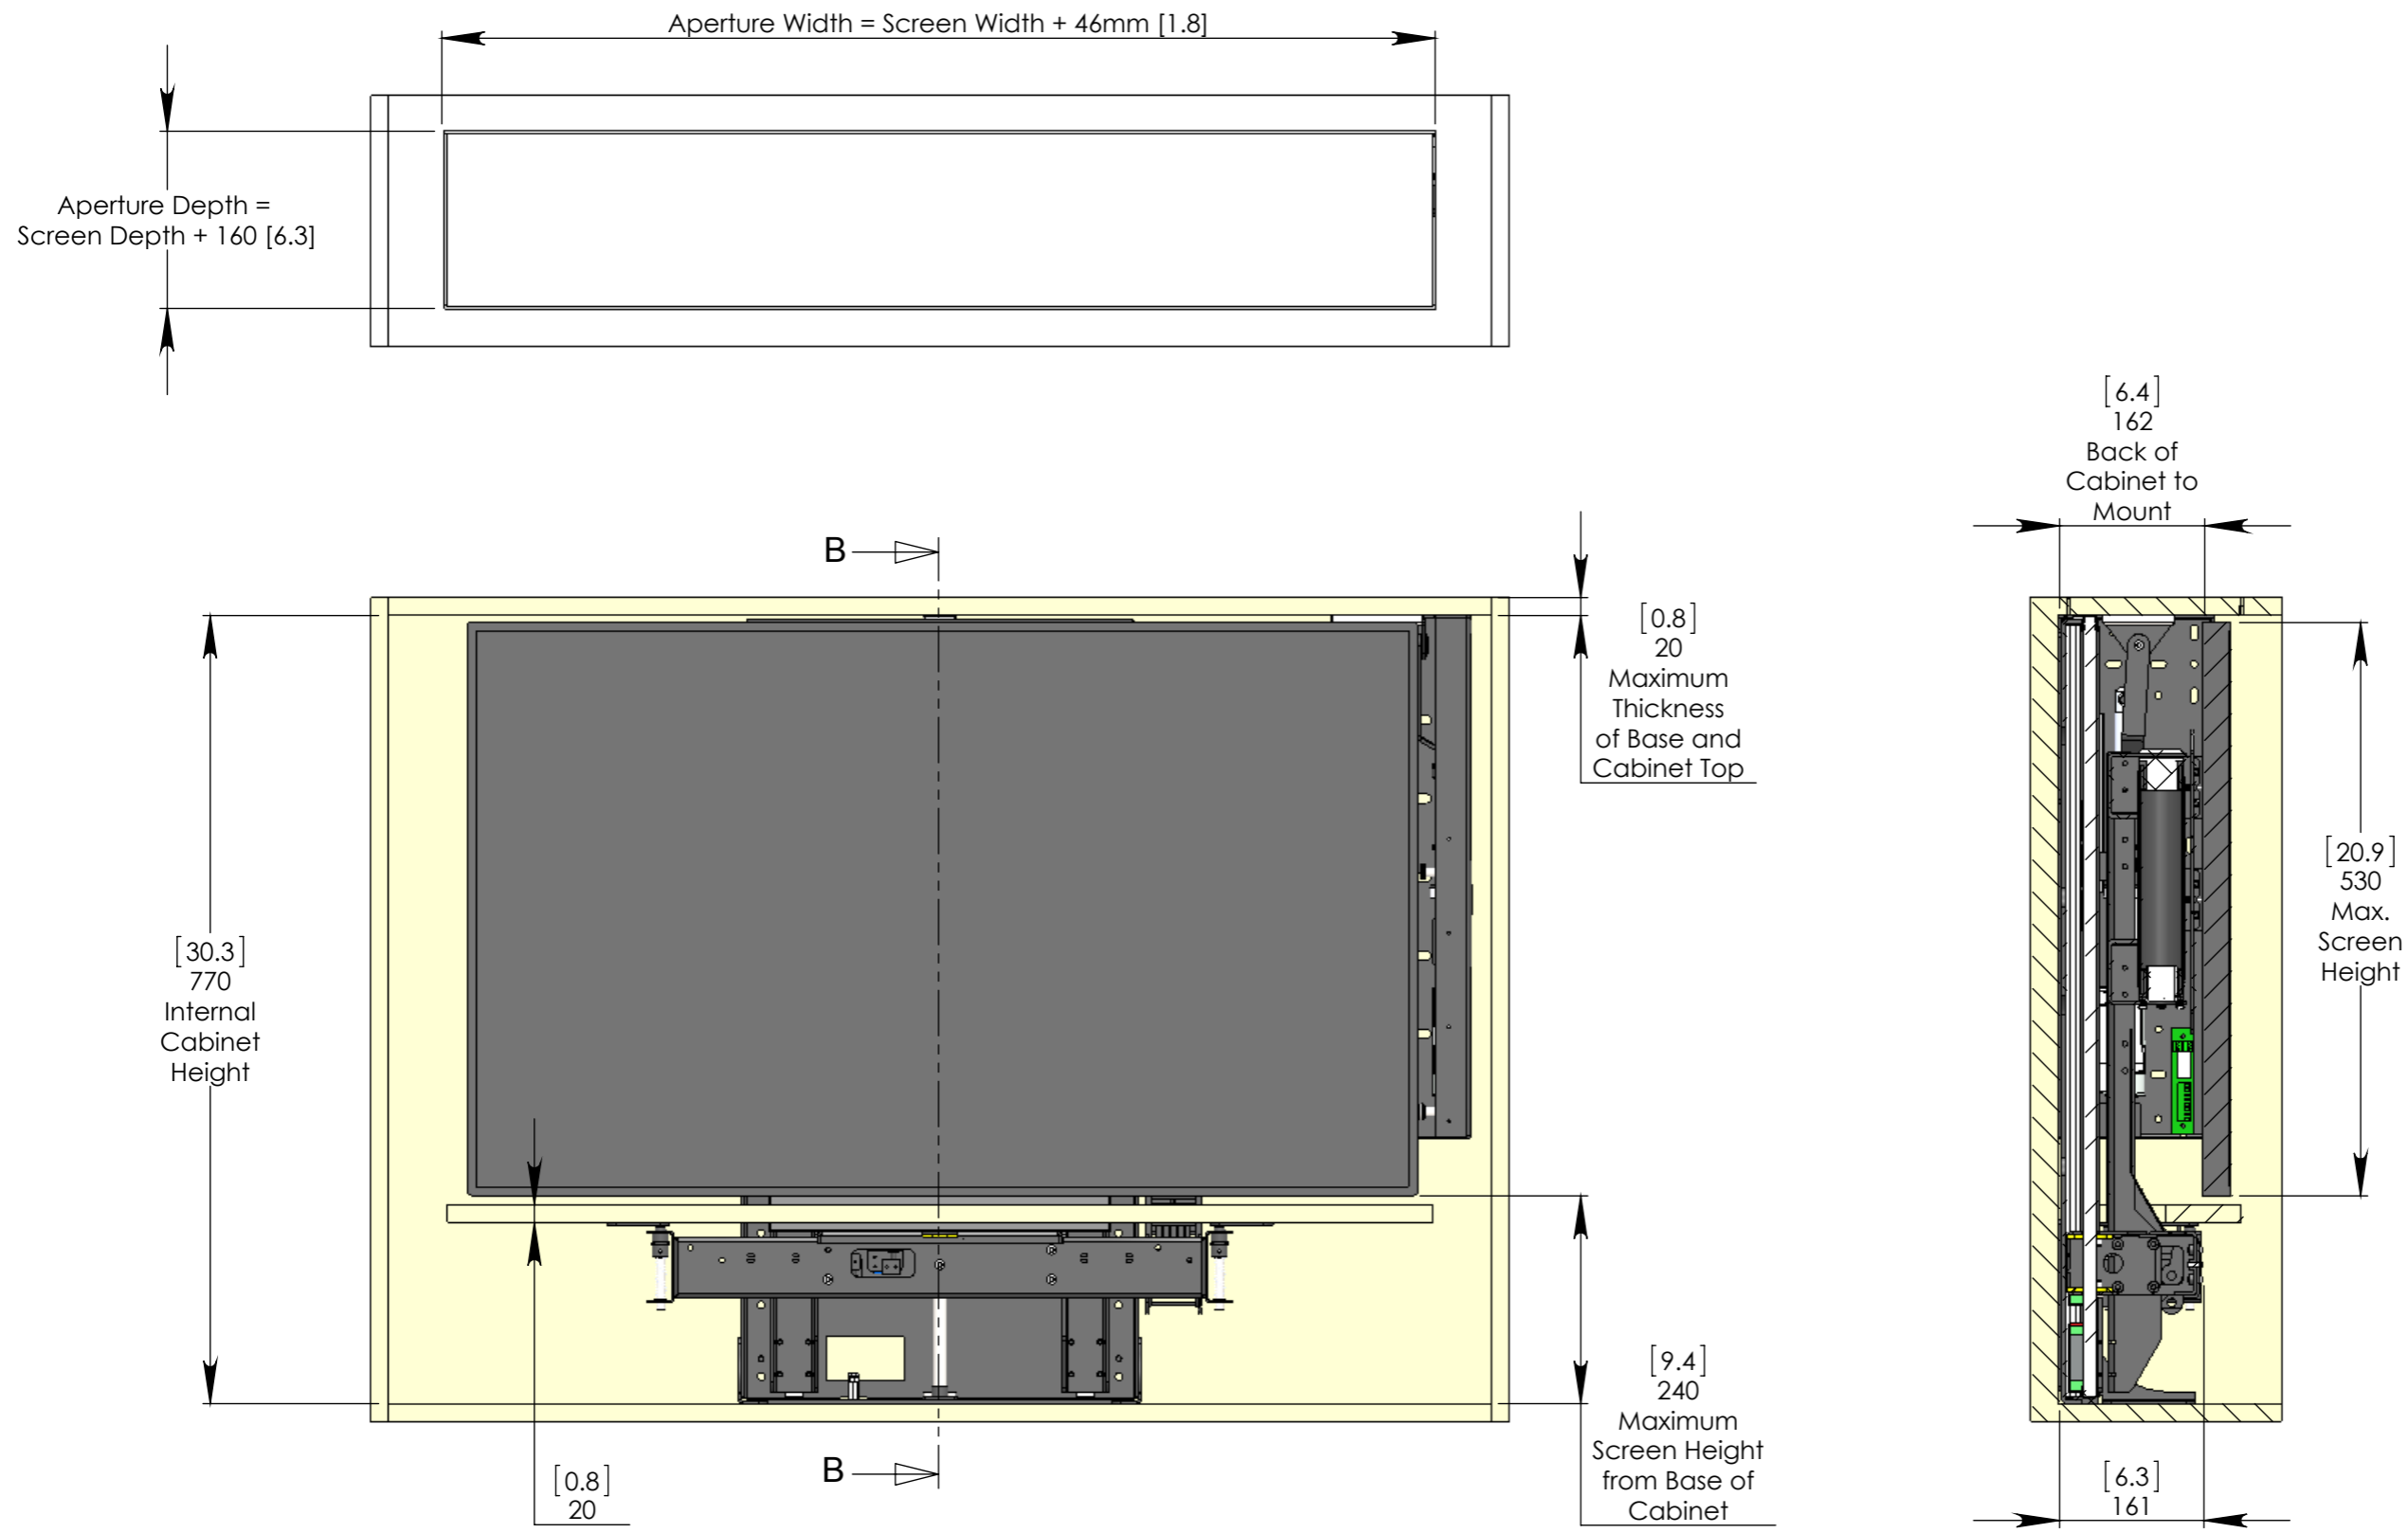 Aperture Width = Screen Width + 46mm [1.8]
Aperture Depth =
Screen Depth + 160 [6.3]
[6.4]
162
Back of
Cabinet to
Mount
B
[0.8]
20
Maximum
Thickness
of Base and
Cabinet Top
[30.3]
770
Internal
Cabinet
Height
[20.9]
530
Max.
Screen
Height
[9.4]
240
Maximum
Screen Height
from Base of
Cabinet
B
[0.8]
20
[6.3]
161